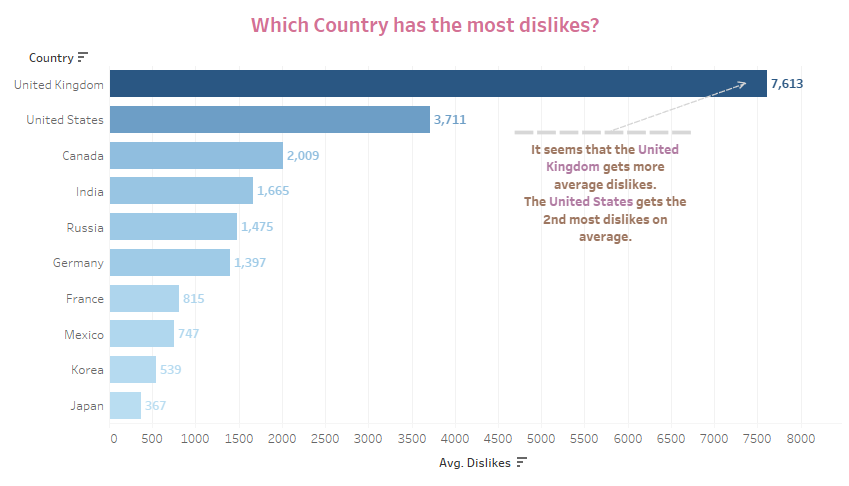 Which Country has the most dislikes?
Country
United Kingdom 7,613
United States 3,711
Canada 2,009
India 1,665
Russia 1,475
Germany 1,397
France 815
Mexico 747
Korea 539
Japan 367
It seems that the United
Kingdom gets more
average dislikes.
The United States gets the
2nd most dislikes on
average.
0 500 1000 1500 2000 2500 3000 3500 4000 4500 5000 5500 6000 6500 7000 7500 8000
Avg. Dislikes